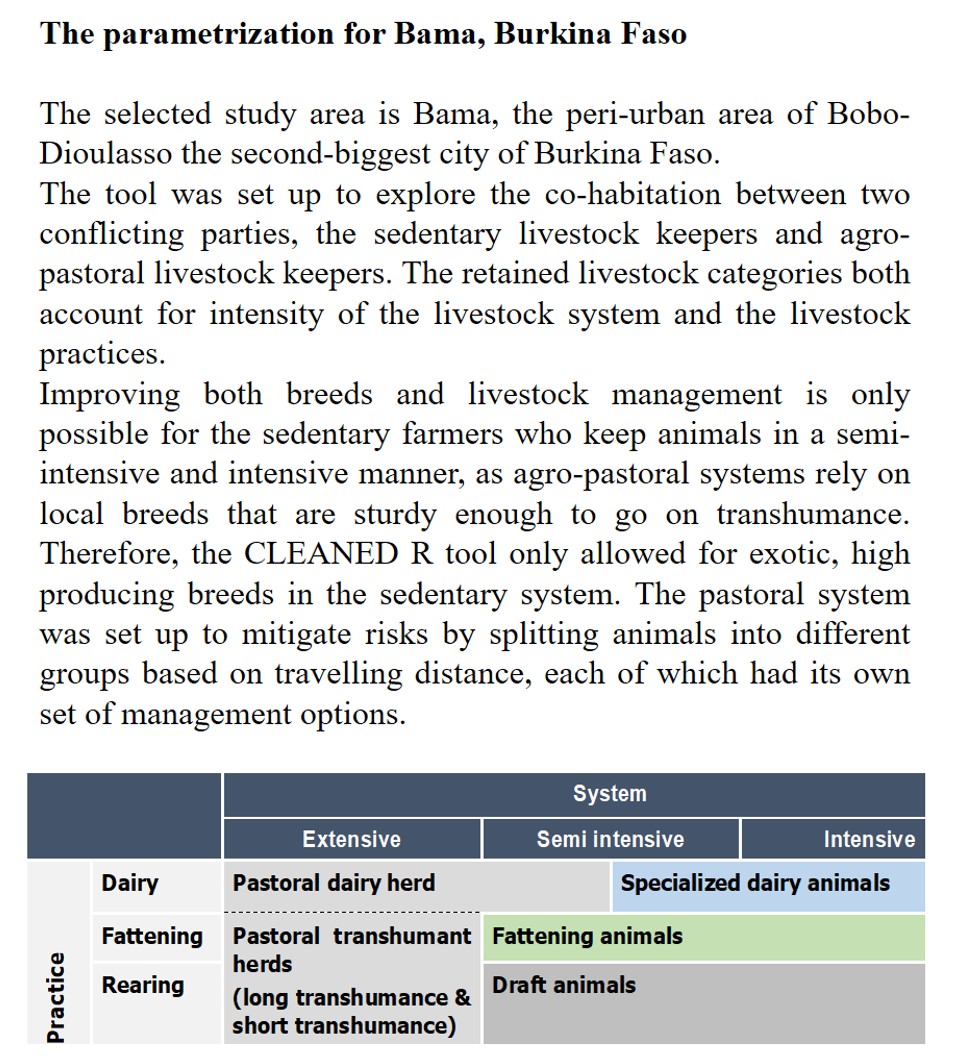 The parametrization for Bama, Burkina Faso
The selected study area is Bama, the peri-urban area of Bobo-
Dioulasso the second-biggest city of Burkina Faso.
The tool was set up to explore the co-habitation between two
conflicting parties, the sedentary livestock keepers and agro-
pastoral livestock keepers. The retained livestock categories both
account for intensity of the livestock system and the livestock
practices.
Improving both breeds and livestock management is only
possible for the sedentary farmers who keep animals in a semi-
intensive and intensive manner, as agro-pastoral systems rely on
local breeds that are sturdy enough to go on transhumance.
Therefore, the CLEANED R tool only allowed for exotic, high
producing breeds in the sedentary system. The pastoral system
was set up to mitigate risks by splitting animals into different
groups based on travelling distance, each of which had its own
set of management options.
System
Extensive
Semi intensive
Intensive
Practice
Dairy
Pastoral dairy herd
Specialized dairy animals
Fattening
Pastoral transhumant
herds
(long transhumance &
short transhumance)
Fattening animals
Rearing
Draft animals